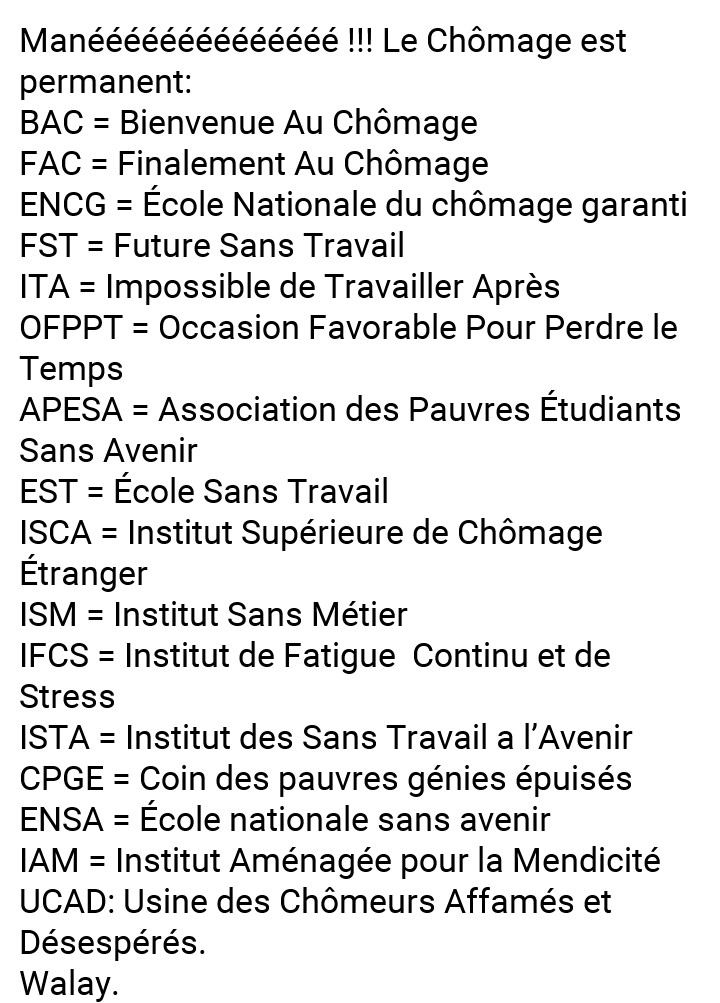 Manéééééééééééééé !!! Le Chômage est
permanent:
BAC = Bienvenue Au Chômage
FAC = Finalement Au Chômage
ENCG = École Nationale du chômage garanti
FST = Future Sans Travail
ITA = Impossible de Travailler Après
OFPPT = Occasion Favorable Pour Perdre le
Temps
APESA = Association des Pauvres Étudiants
Sans Avenir
EST = École Sans Travail
ISCA = Institut Supérieure de Chômage
Étranger
ISM = Institut Sans Métier
IFCS = Institut de Fatigue  Continu et de
Stress
ISTA = Institut des Sans Travail a l’Avenir
CPGE = Coin des pauvres génies épuisés
ENSA = École nationale sans avenir
IAM = Institut Aménagée pour la Mendicité
UCAD: Usine des Chômeurs Affamés et
Désespérés.
Walay.